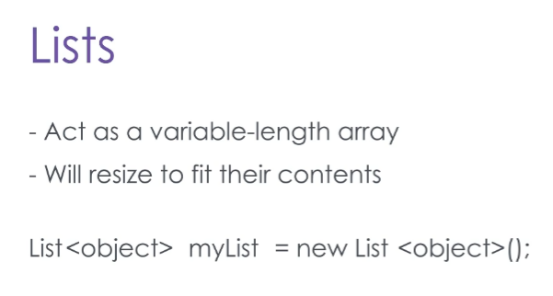 Lists
- Act as a variable-length array
- Will resize to fit their contents
List<object> myList = new List <object>();